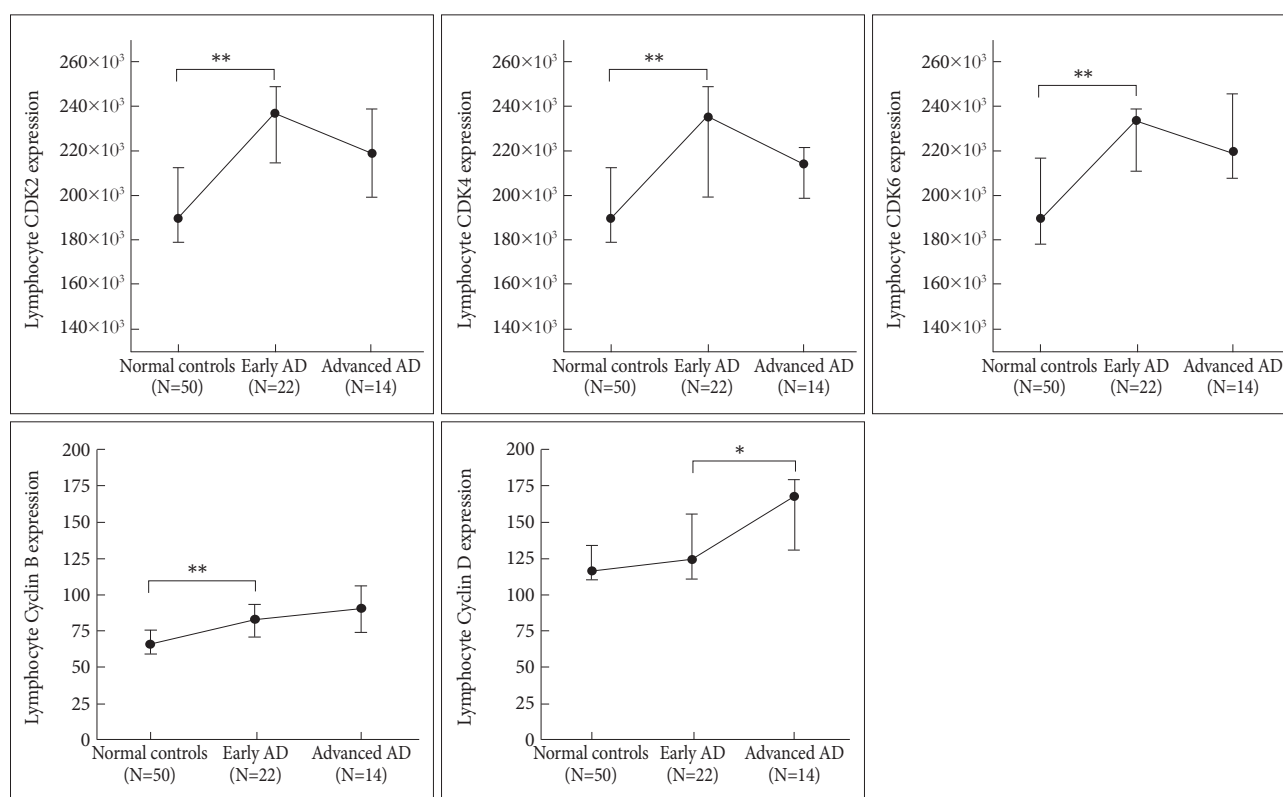 Lymphocyte CDK2 expression
260×10³
240×10³
220×10³
200×10³
180×10³
160×10³
140×10³
**
Normal controls
(N=50)
Early AD
(N=22)
Advanced AD
(N=14)
Lymphocyte CDK4 expression
260×10³
240×10³
220×10³
200×10³
180×10³
160×10³
140×10³
**
Normal controls
(N=50)
Early AD
(N=22)
Advanced AD
(N=14)
Lymphocyte CDK6 expression
260×10³
240×10³
220×10³
200×10³
180×10³
160×10³
140×10³
**
Normal controls
(N=50)
Early AD
(N=22)
Advanced AD
(N=14)
Lymphocyte Cyclin B expression
200
175
150
125
100
75
50
25
0
**
Normal controls
(N=50)
Early AD
(N=22)
Advanced AD
(N=14)
Lymphocyte Cyclin D expression
200
175
150
125
100
75
50
25
0
*
Normal controls
(N=50)
Early AD
(N=22)
Advanced AD
(N=14)